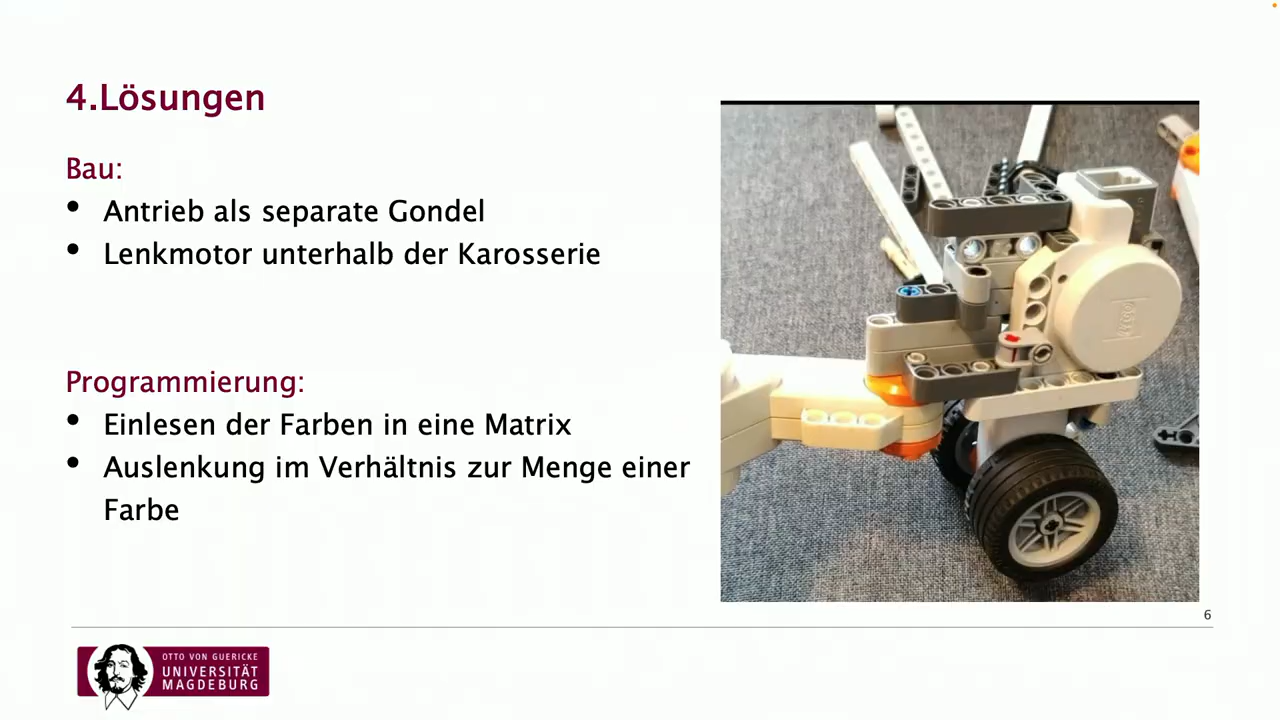 4.Lösungen
Bau:
• Antrieb als separate Gondel
• Lenkmotor unterhalb der Karosserie
Programmierung:
• Einlesen der Farben in eine Matrix
• Auslenkung im Verhältnis zur Menge einer
Farbe
LEGO
6
OTTO VON GUERICKE
UNIVERSITÄT
MAGDEBURG